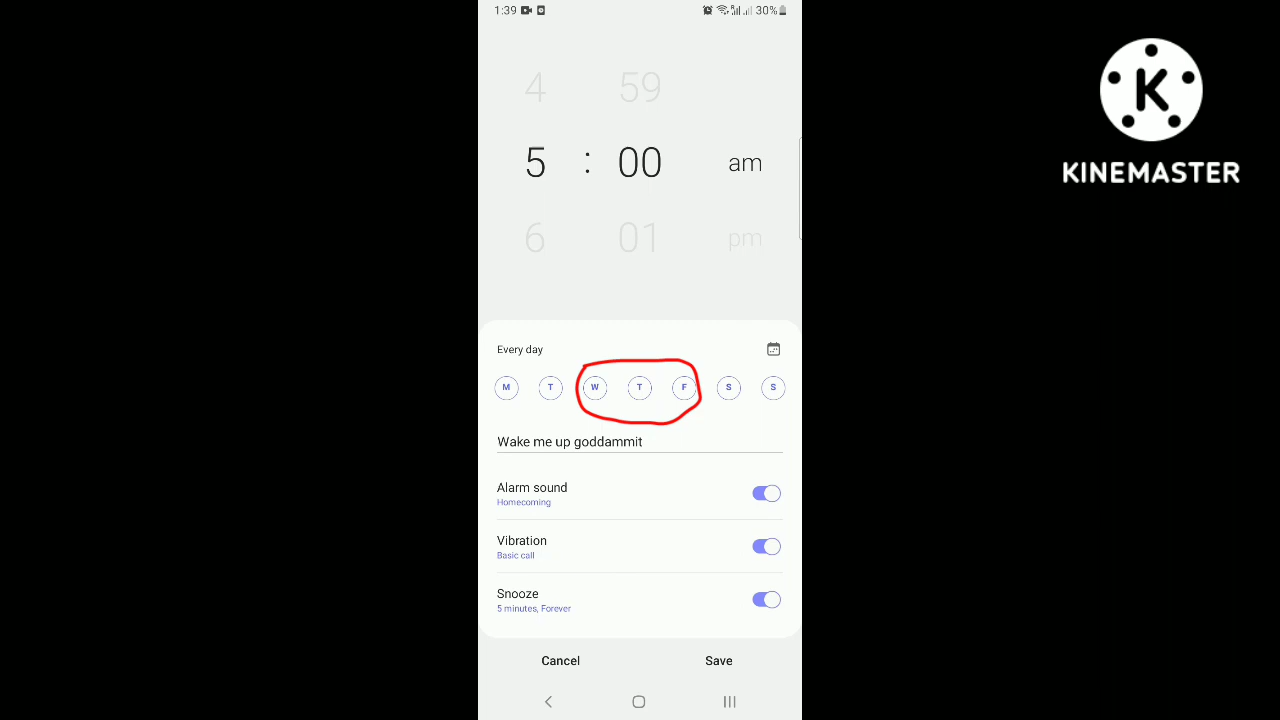 1:39 30%
K
KINEMASTER
4 59
5 : 00 am
6 01 pm
Every day
M T W T F S S
Wake me up goddammit
Alarm sound
Homecoming
Vibration
Basic call
Snooze
5 minutes, Forever
Cancel Save